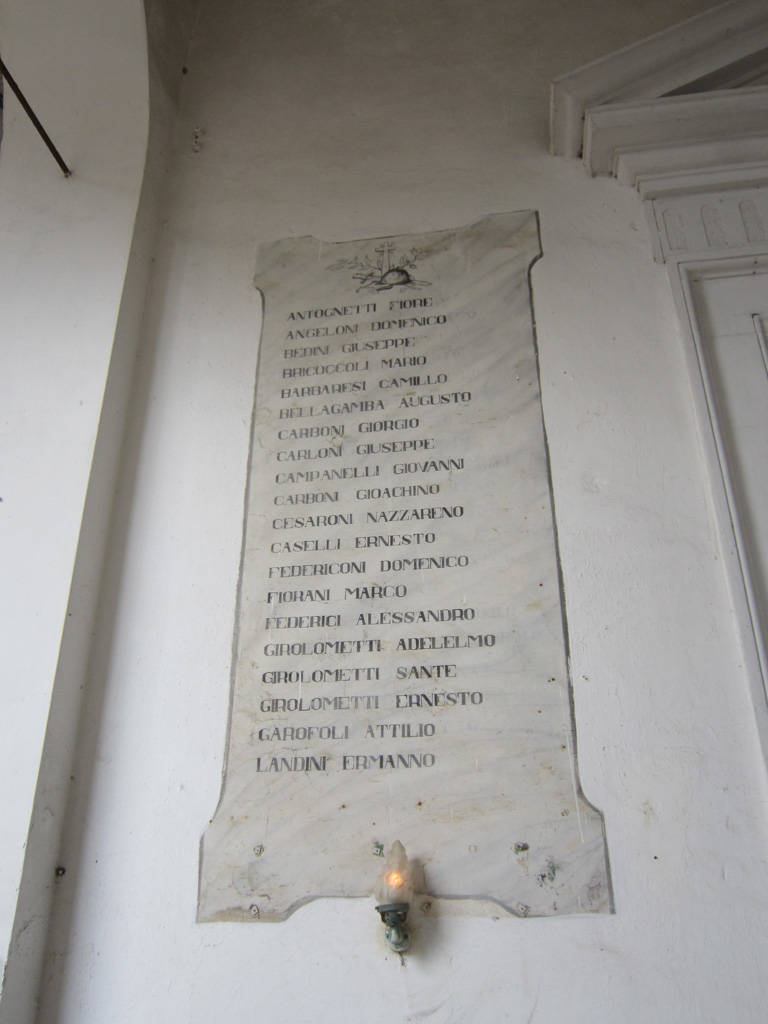 ANTOGNETTI FIORE
ANGELONI DOMENICO
BEDINI GIUSEPPE
BRICOCCOLI MARIO
BARBARESI CAMILLO
BELLAGAMBA AUGUSTO
CARBONI GIORGIO
CARLONI GIUSEPPE
CAMPANELLI GIOVANNI
CARBONI GIOACHINO
CESARONI NAZZARENO
CASELLI ERNESTO
FEDERICONI DOMENICO
FIORANI MARCO
FEDERICI ALESSANDRO
GIROLOMETTI ADELELMO
GIROLOMETTI SANTE
GIROLOMETTI ERNESTO
GAROFOLI ATTILIO
LANDINI ERMANNO